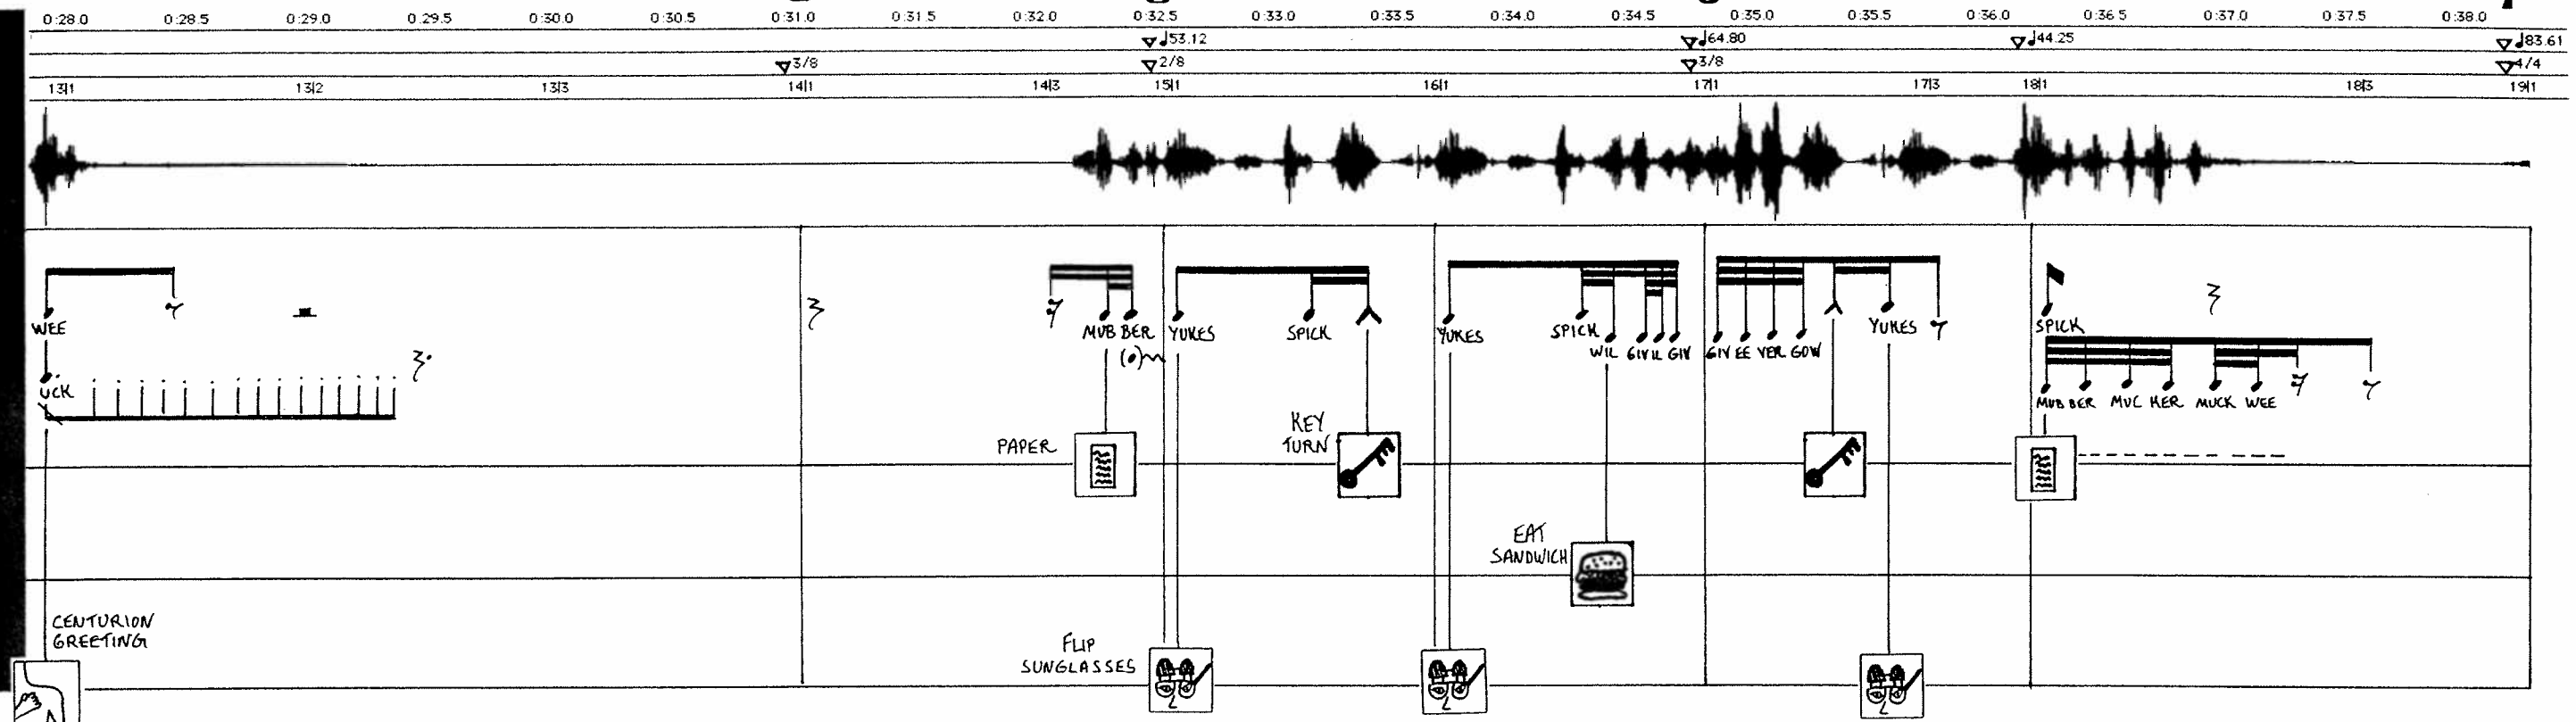 0:28.0 0:28.5 0:29.0 0:29.5 0:30.0 0:30.5 0:31.0 0:31.5 0:32.0 0:32.5 0:33.0 0:33.5 0:34.0 0:34.5 0:35.0 0:35.5 0:36.0 0:36.5 0:37.0 0:37.5 0:38.0
♩53.12 ♩64.80 ♩44.25 ♩83.61
3/8 2/8 3/8 4/4
13|1 13|2 13|3 14|1 14|3 15|1 16|1 17|1 17|3 18|1 18|3 19|1
WEE MUB BER YUKES SPICK YUKES SPICK YUKES SPICK
WIL GIV IL GIV GIV EE VER GOW
UCK MUB BER MUC KER MUCK WEE
PAPER
KEY
TURN
EAT
SANDWICH
CENTURION
GREETING
FLIP
SUNGLASSES